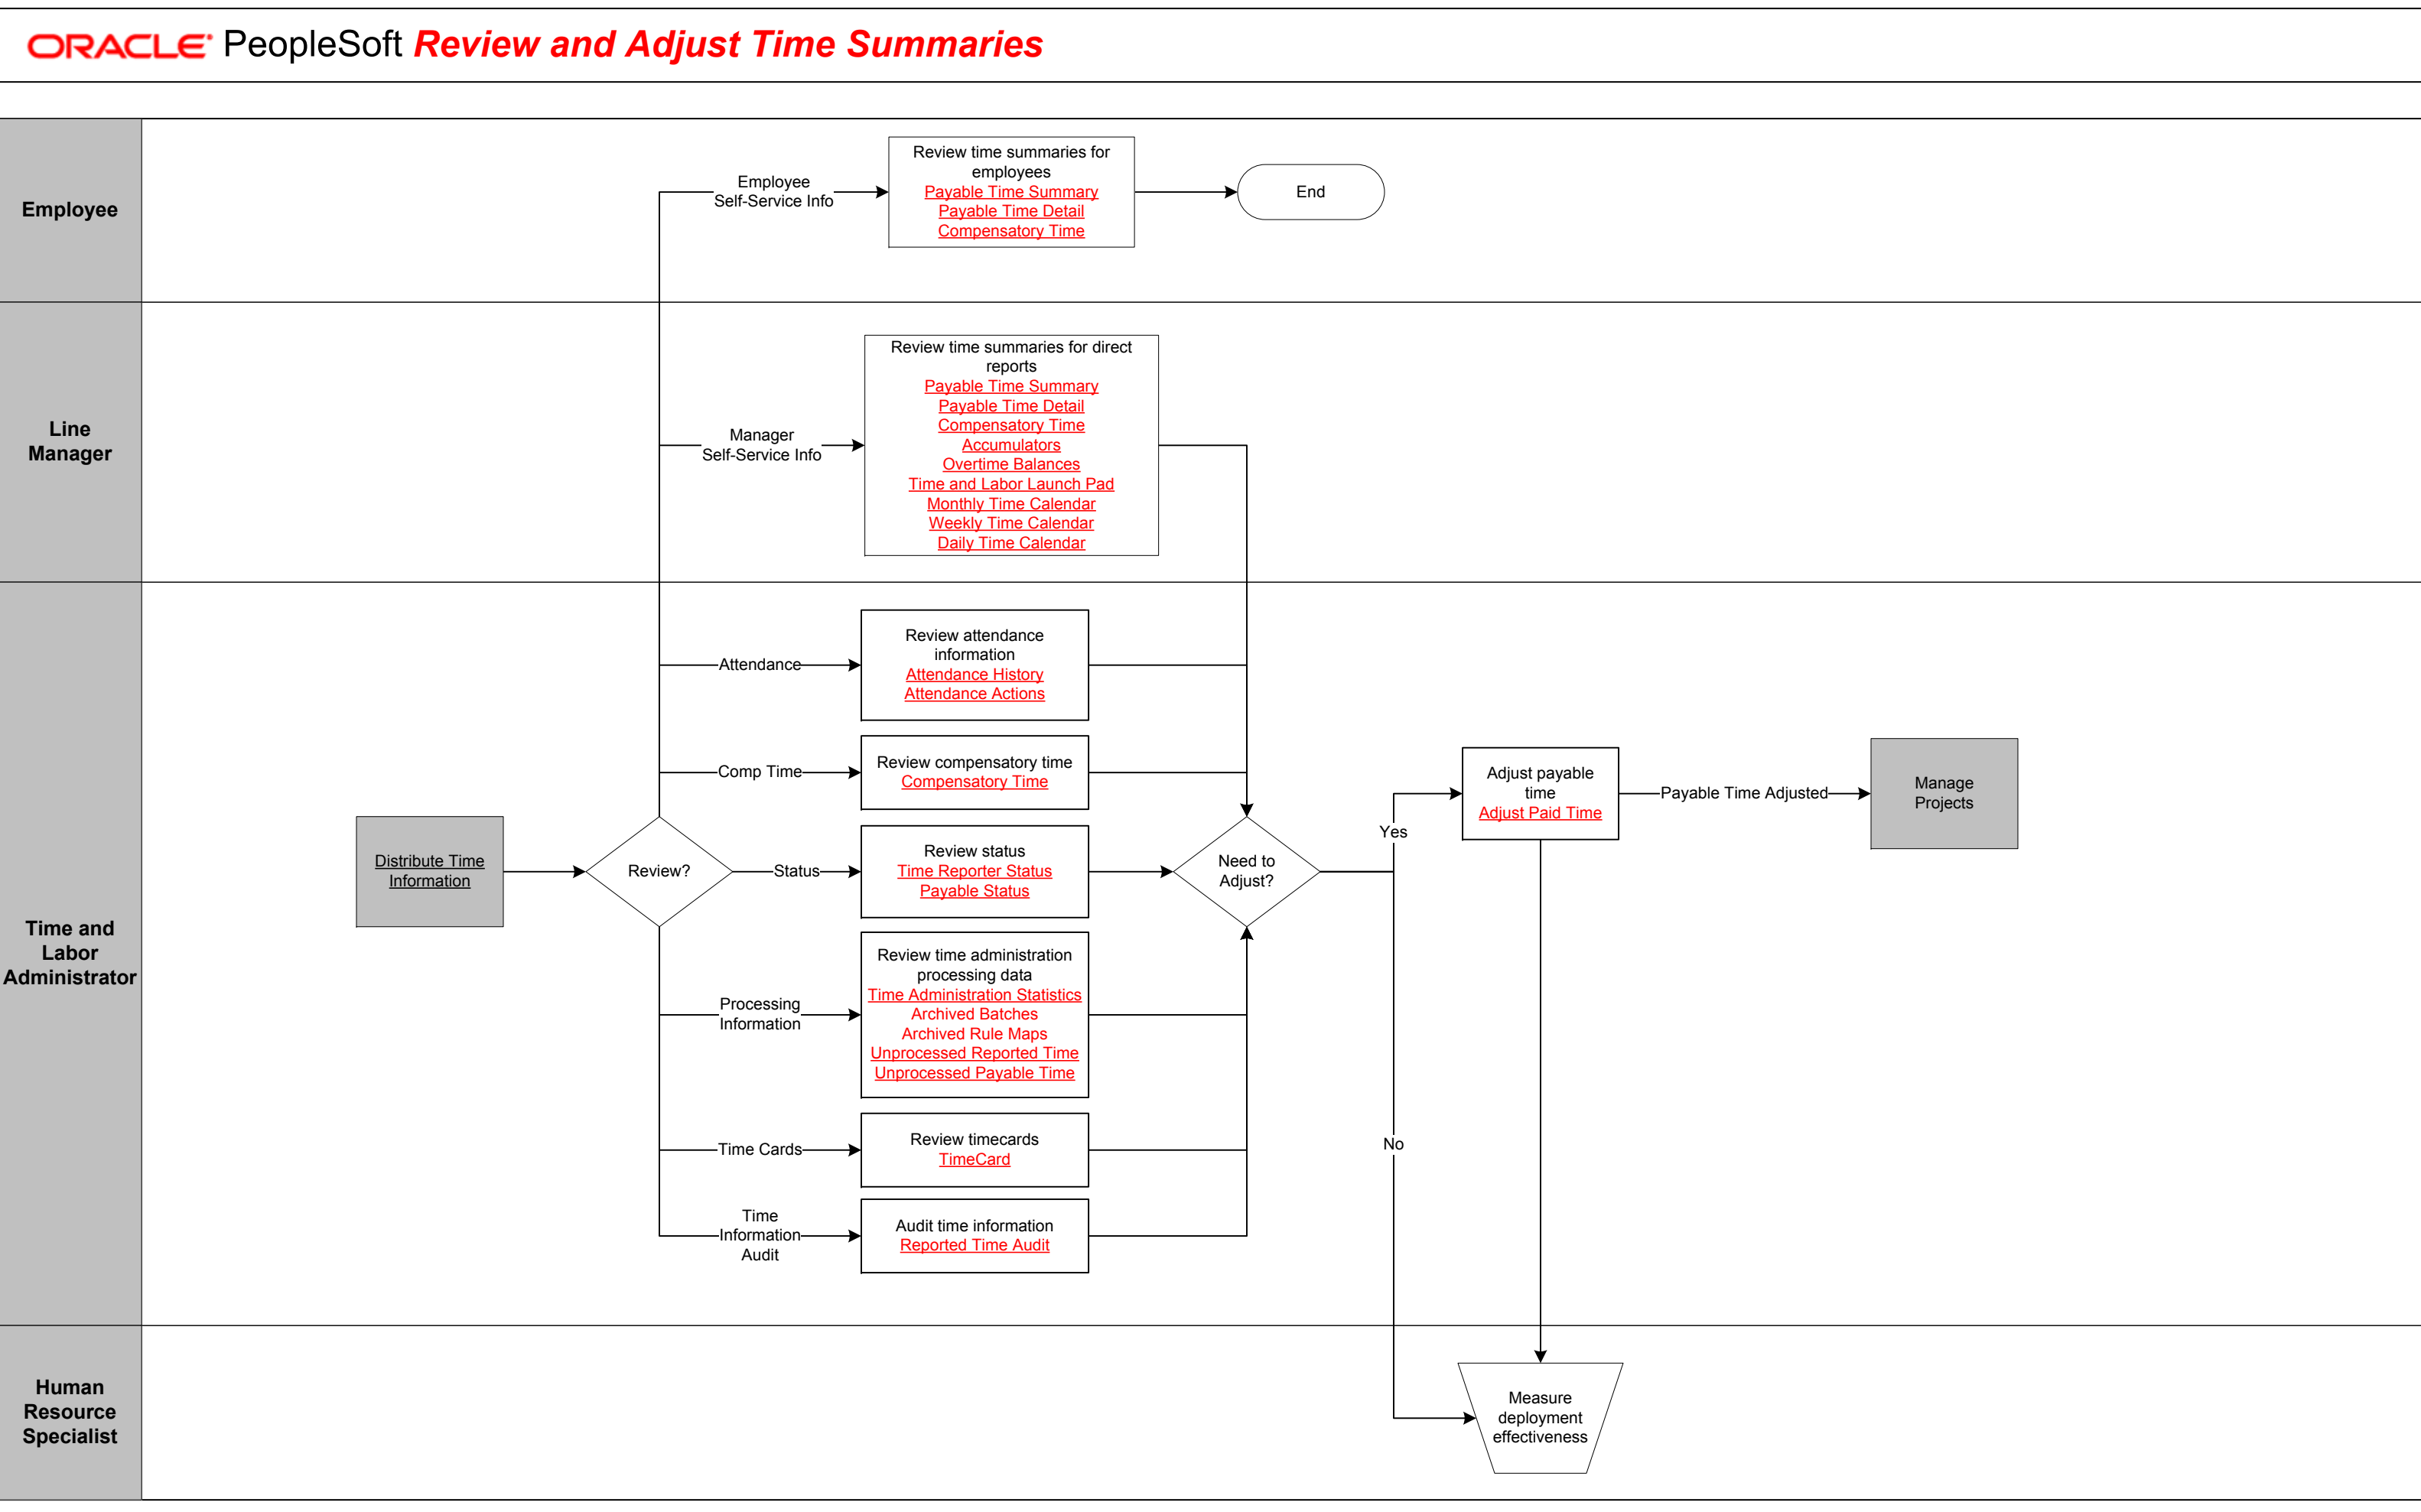 ORACLE PeopleSoft Review and Adjust Time Summaries
Employee
Employee
Self-Service Info
Review time summaries for
employees
Payable Time Summary
Payable Time Detail
Compensatory Time
End
Line
Manager
Manager
Self-Service Info
Review time summaries for direct
reports
Payable Time Summary
Payable Time Detail
Compensatory Time
Accumulators
Overtime Balances
Time and Labor Launch Pad
Monthly Time Calendar
Weekly Time Calendar
Daily Time Calendar
Time and
Labor
Administrator
Distribute Time
Information
Review?
Attendance
Review attendance
information
Attendance History
Attendance Actions
Comp Time
Review compensatory time
Compensatory Time
Status
Review status
Time Reporter Status
Payable Status
Processing
Information
Review time administration
processing data
Time Administration Statistics
Archived Batches
Archived Rule Maps
Unprocessed Reported Time
Unprocessed Payable Time
Time Cards
Review timecards
TimeCard
Time
Information
Audit
Audit time information
Reported Time Audit
Need to
Adjust?
Yes
No
Adjust payable
time
Adjust Paid Time
Payable Time Adjusted
Manage
Projects
Human
Resource
Specialist
Measure
deployment
effectiveness